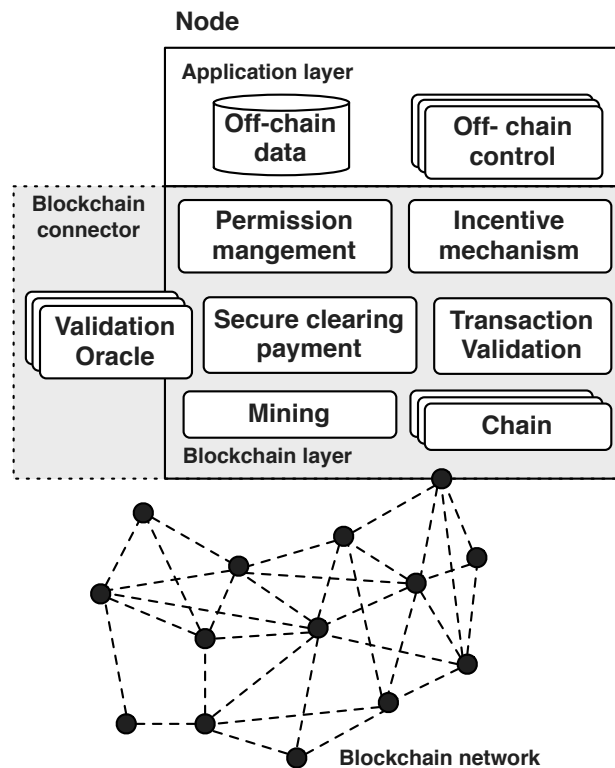 Node
Application layer
Off-chain
data
Off- chain
control
Blockchain
connector
Permission
mangement
Incentive
mechanism
Validation
Oracle
Secure clearing
payment
Transaction
Validation
Mining
Chain
Blockchain layer
Blockchain network